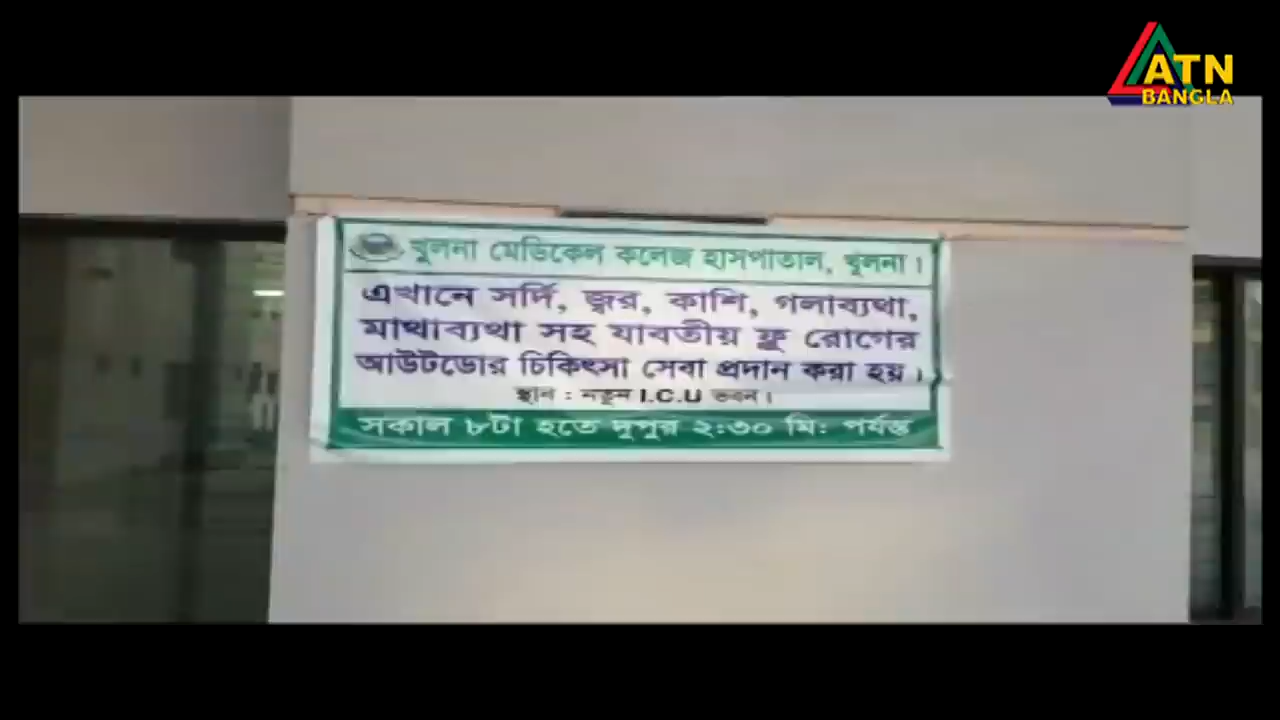 ATN
BANGLA
খুলনা মেডিকেল কলেজ হাসপাতাল, খুলনা।
এখানে সর্দি, জ্বর, কাশি, গলাব্যথা,
মাথাব্যথা সহ যাবতীয় ফ্লু রোগের
আউটডোর চিকিৎসা সেবা প্রদান করা হয়।
স্থান : নতুন I.C.U ভবন।
সকাল ৮টা হতে দুপুর ২:৩০ মি: পর্যন্ত